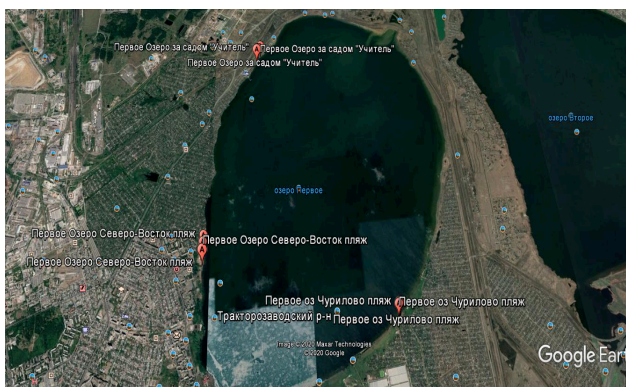 Первое Озеро за садом "Учитель"
Первое Озеро за садом "Учитель"
Первое Озеро за садом "Учитель"
озеро Второе
озеро Первое
Первое Озеро Северо-Восток пляж
Первое Озеро Северо-Восток пляж
Первое Озеро Северо-Восток пляж
Первое оз Чурилово пляж
Первое оз Чурилово пляж
Тракторозаводский р-н
Первое оз Чурилово пляж
Image © 2020 Maxar Technologies
© 2020 Google
Google Eart